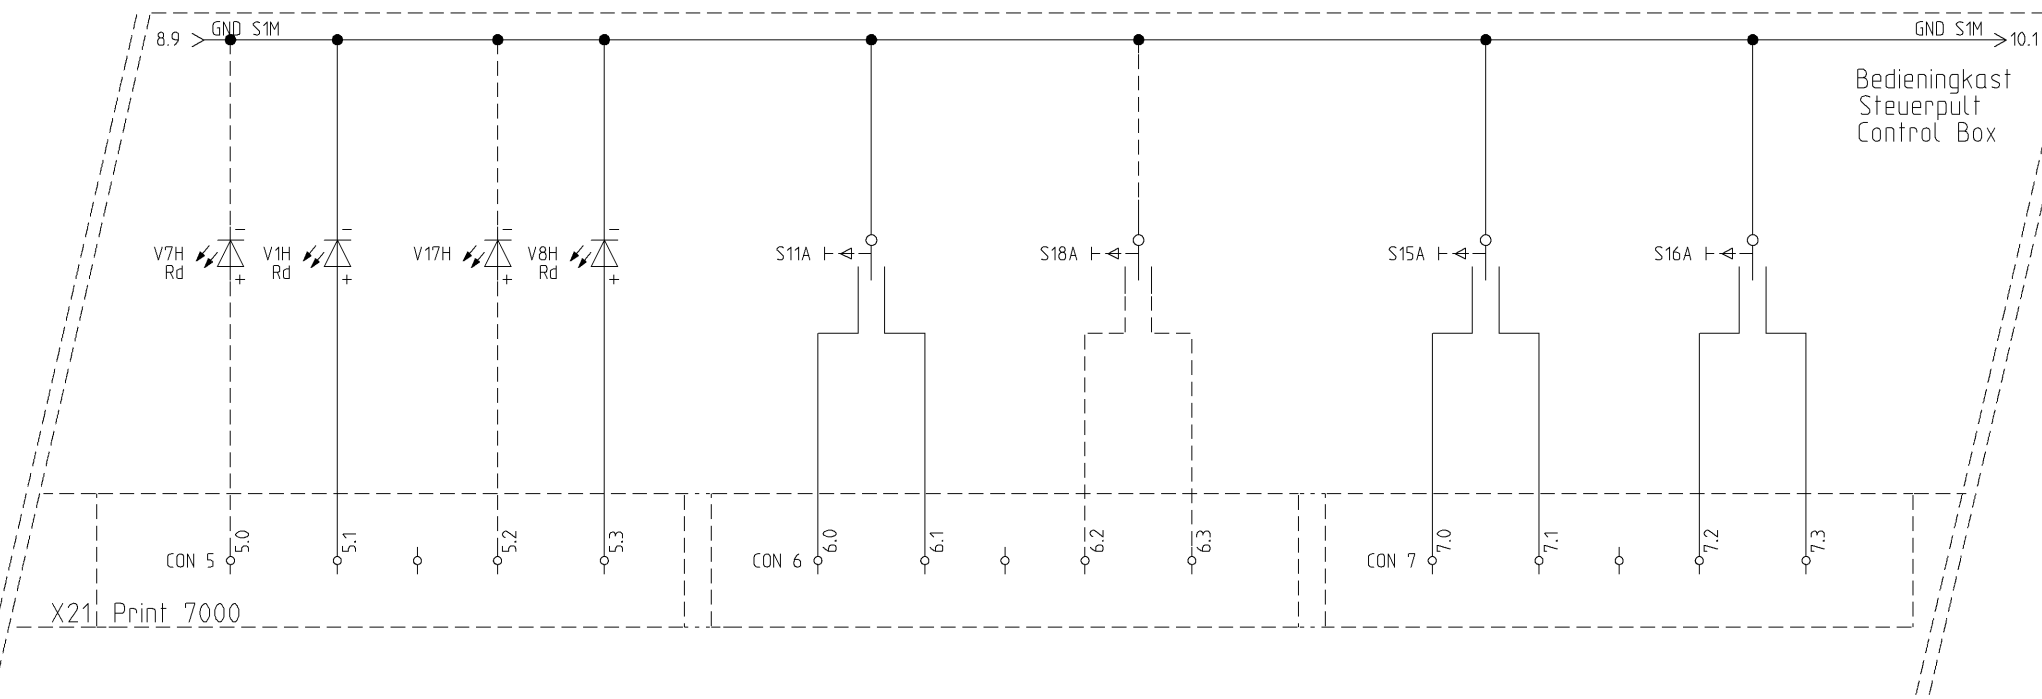 8.9
GND S1M
GND S1M
10.1
Bedieningkast
Steuerpult
Control Box
V7H
Rd
V1H
Rd
V17H
V8H
Rd
S11A
S18A
S15A
S16A
- + - + - + - +
CON 5
5.0
5.1
5.2
5.3
CON 6
6.0
6.1
6.2
6.3
CON 7
7.0
7.1
7.2
7.3
X21 Print 7000